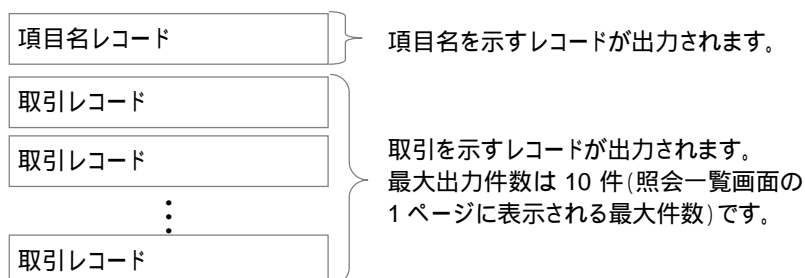 項目名レコード
項目名を示すレコードが出力されます。
取引レコード
取引レコード
取引を示すレコードが出力されます。
最大出力件数は 10 件(照会一覧画面の
1 ページに表示される最大件数)です。
⋮
取引レコード